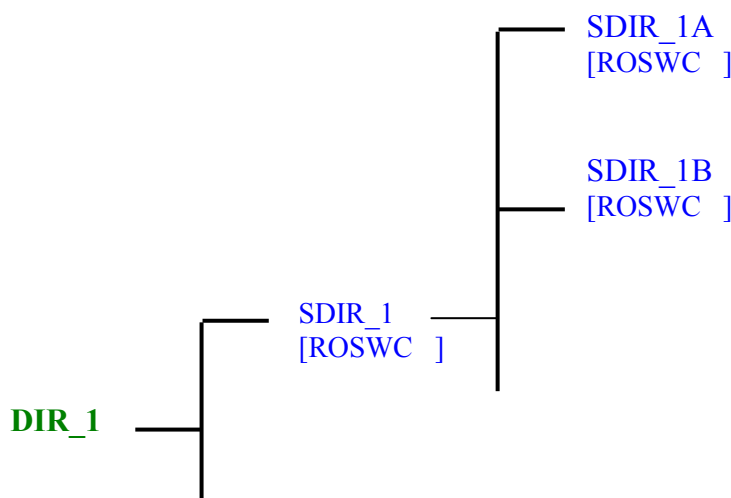 SDIR_1A
[ROSWC   ]
SDIR_1B
[ROSWC   ]
SDIR_1
[ROSWC   ]
DIR_1